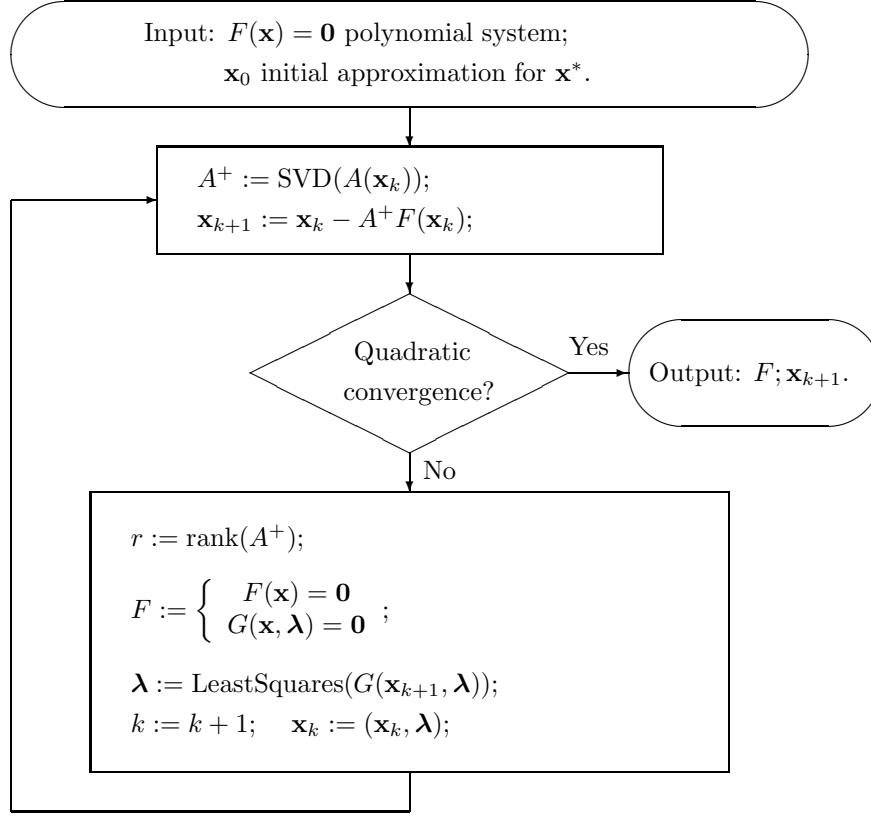 Input: F(𝐱) = 𝟎 polynomial system;
𝐱₀ initial approximation for 𝐱*.
A⁺ := SVD(A(𝐱ₖ));
𝐱ₖ₊₁ := 𝐱ₖ − A⁺F(𝐱ₖ);
Quadratic
convergence?
Yes
Output: F; 𝐱ₖ₊₁.
No
r := rank(A⁺);
F := { F(𝐱) = 𝟎
G(𝐱, 𝛌) = 𝟎 ;
𝛌 := LeastSquares(G(𝐱ₖ₊₁, 𝛌));
k := k + 1; 𝐱ₖ := (𝐱ₖ, 𝛌);